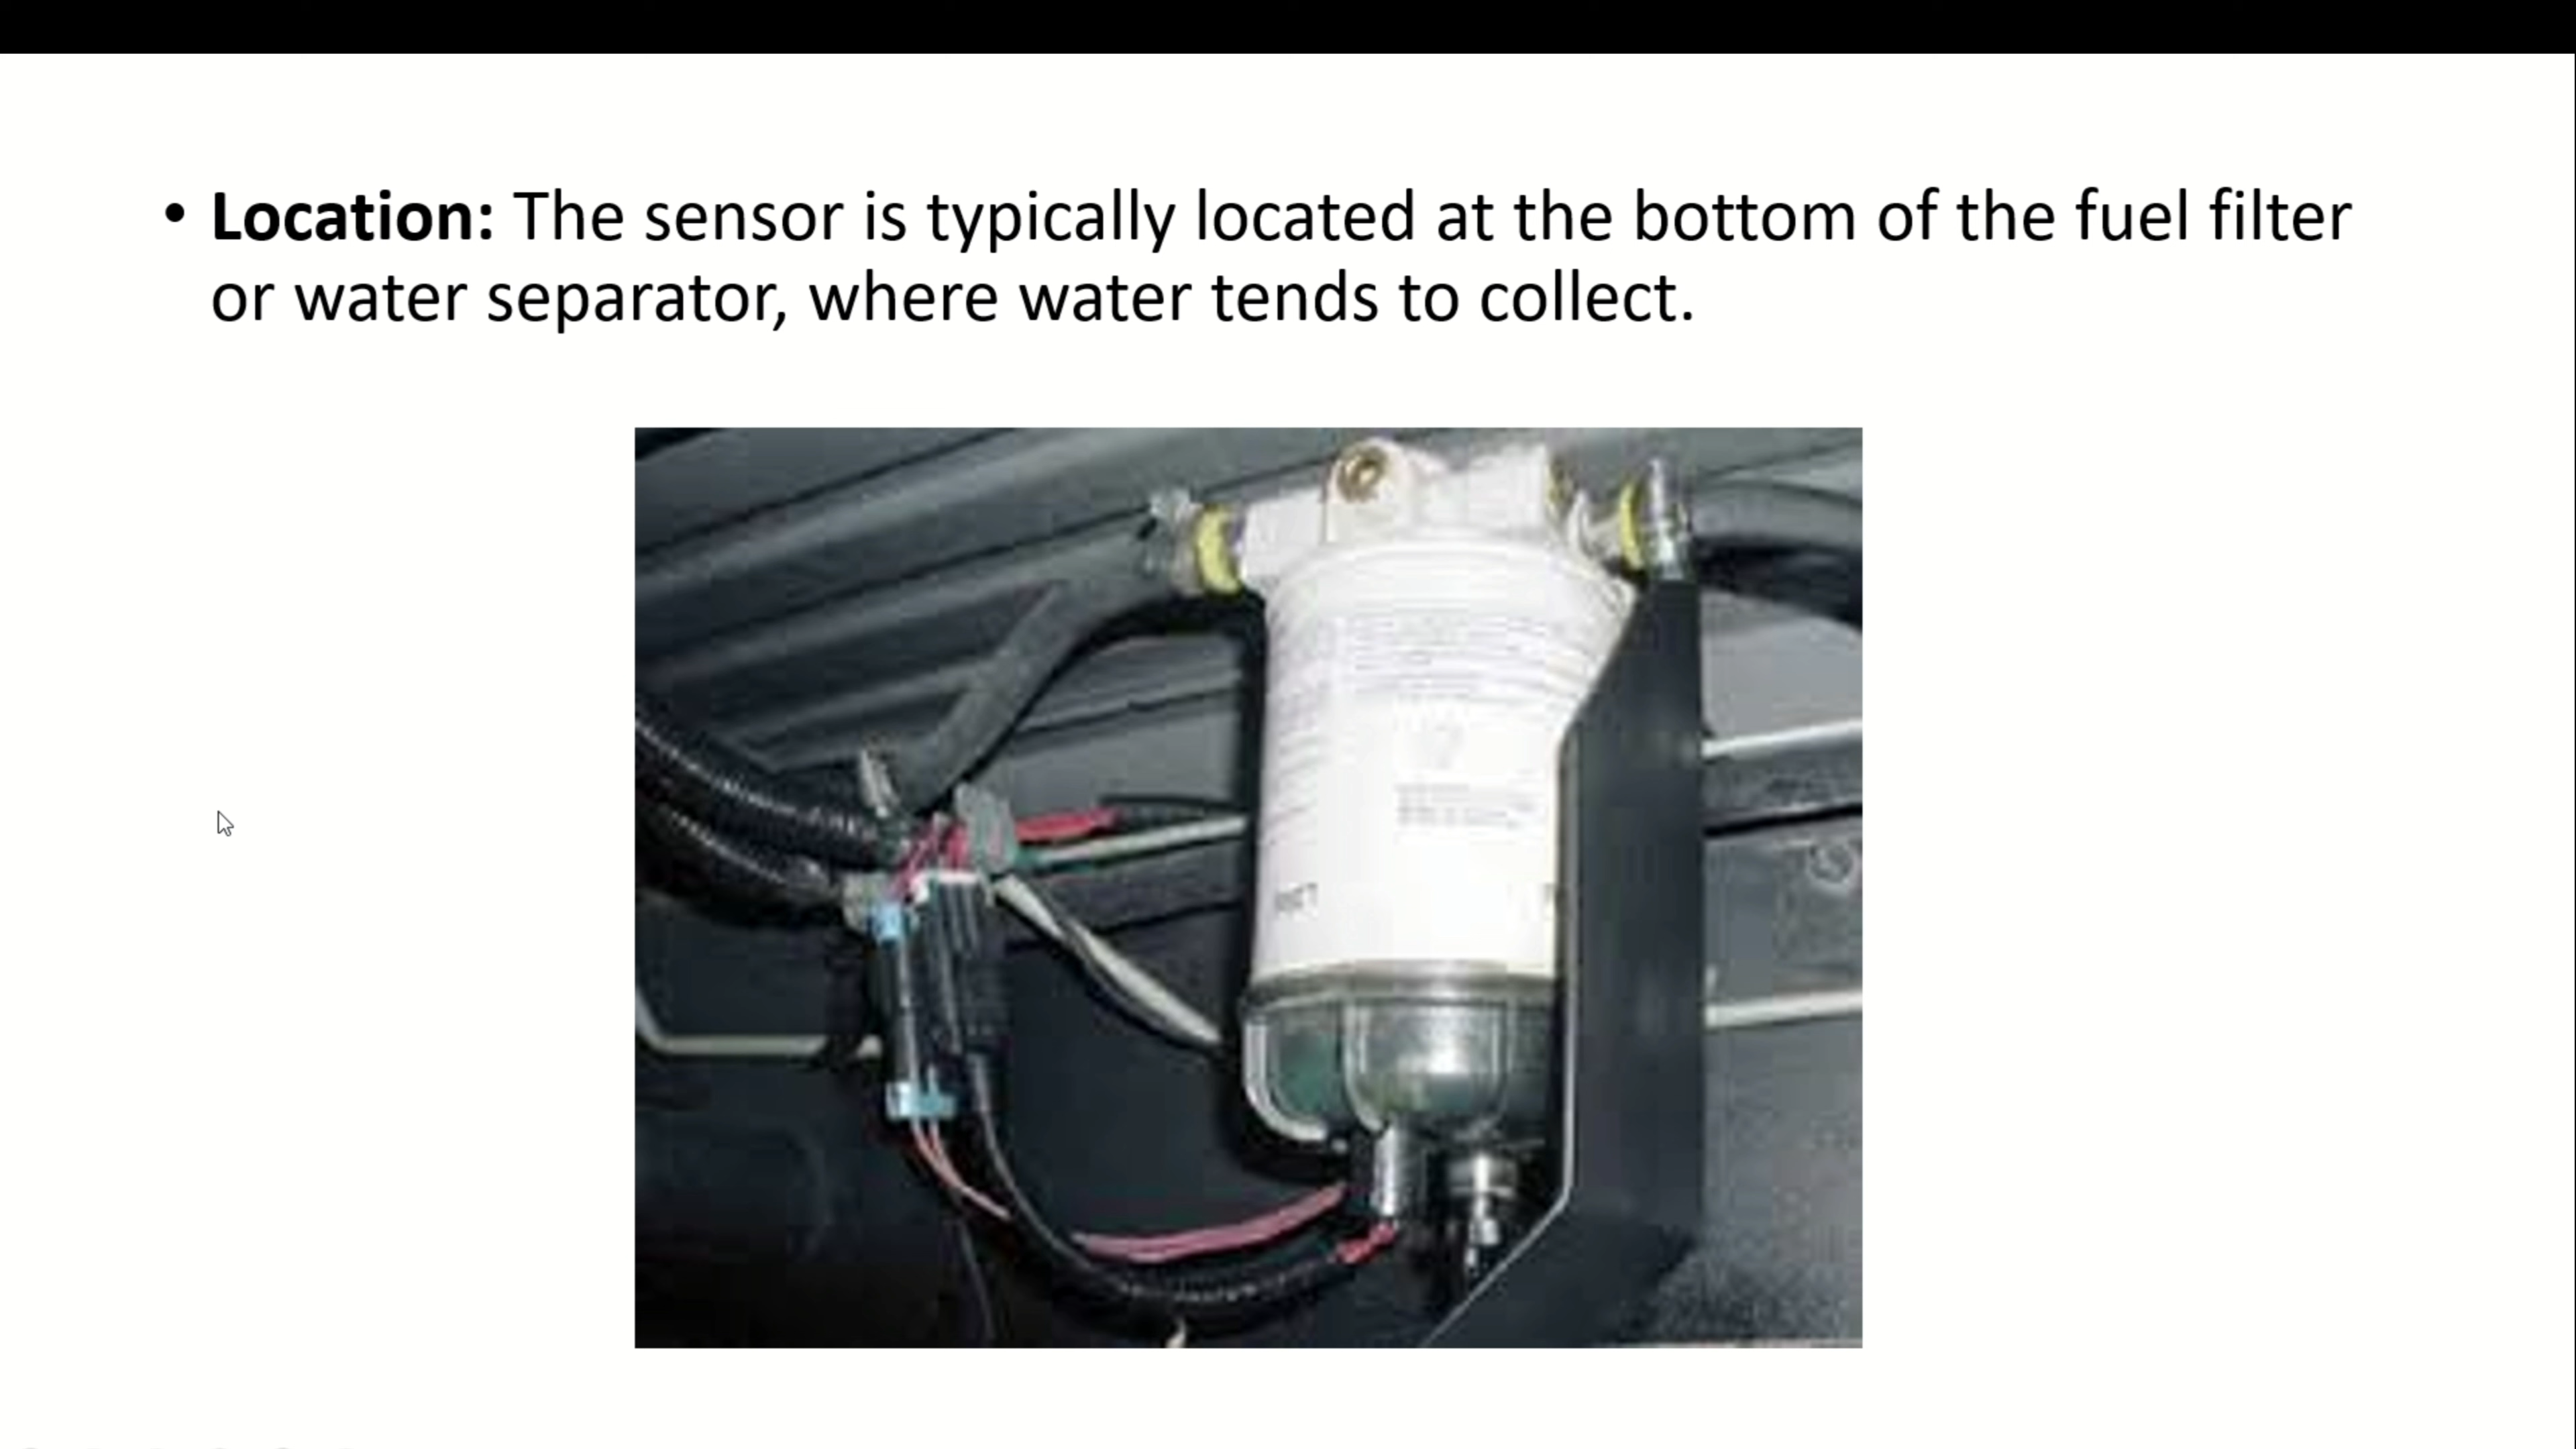 • Location: The sensor is typically located at the bottom of the fuel filter
or water separator, where water tends to collect.